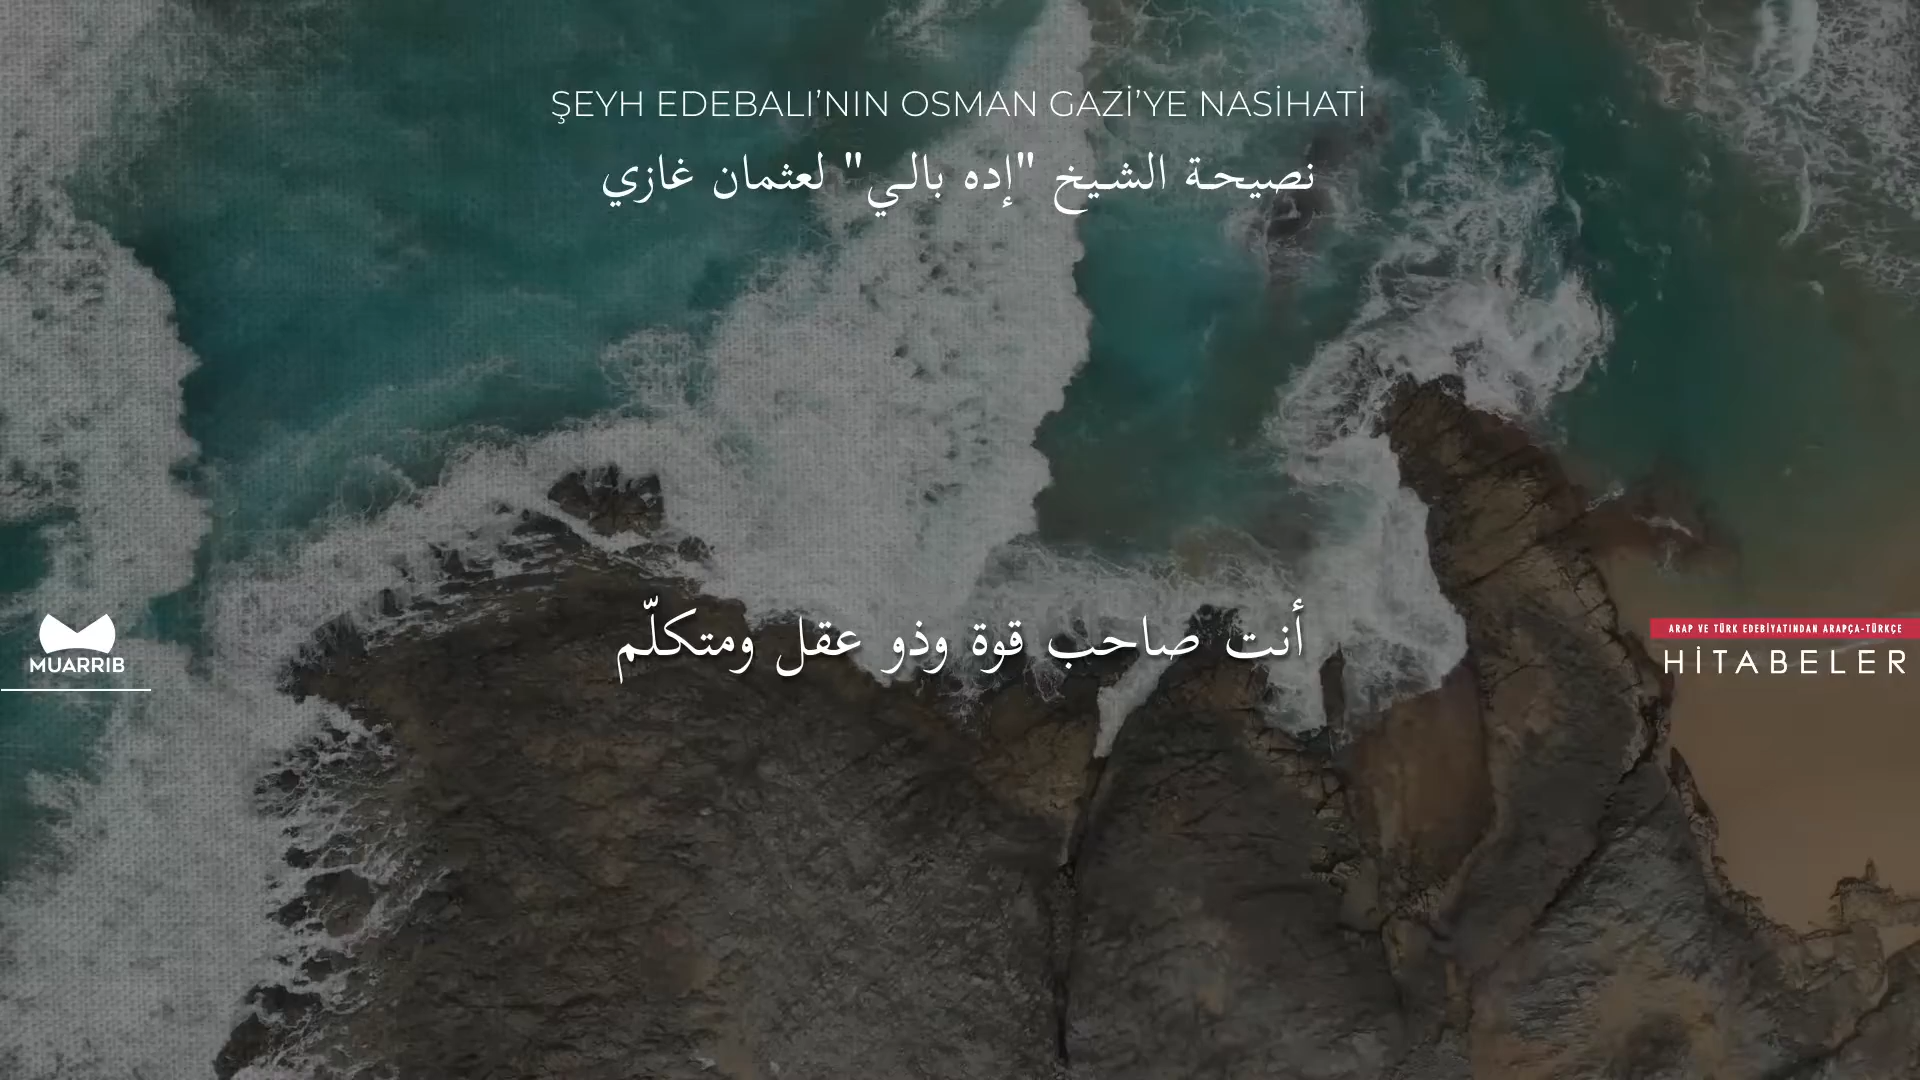 ŞEYH EDEBALI’NIN OSMAN GAZİ’YE NASİHATİ
نصيحة الشيخ "إده بالي" لعثمان غازي
أنت صاحب قوة وذو عقل ومتكلّم
MUARRIB
ARAP VE TÜRK EDEBİYATINDAN ARAPÇA-TÜRKÇE
HİTABELER